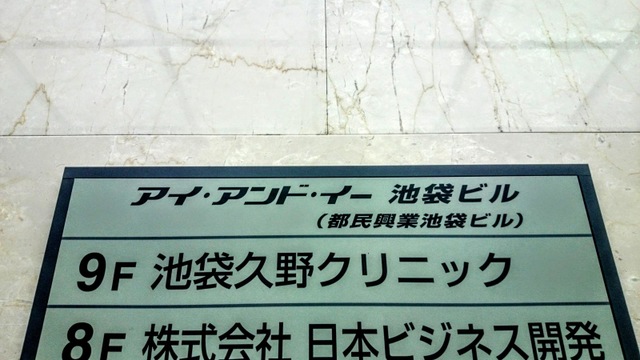 アイ・アンド・イー 池袋ビル
(都民興業池袋ビル)
9F 池袋久野クリニック
8F 株式会社 日本ビジネス開発